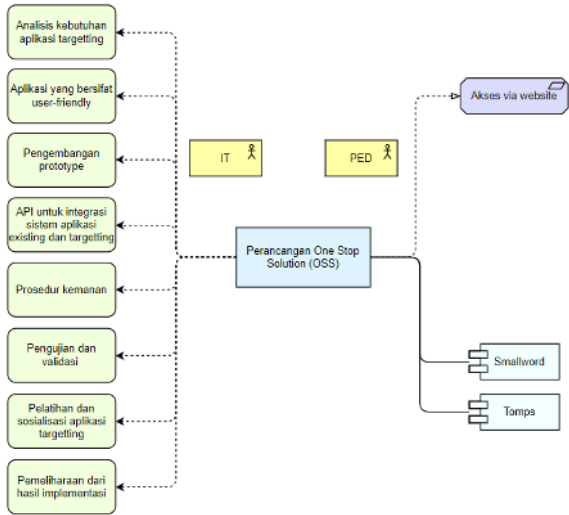 Analisis kebutuhan
aplikasi targetting
Aplikasi yang bersifat
user-friendly
Pengembangan
prototype
API untuk integrasi
sistem aplikasi
existing dan targetting
Prosedur kemanan
Pengujian dan
validasi
Pelatihan dan
sosialisasi aplikasi
targetting
Pemeliharaan dari
hasil implementasi
IT
PED
Perancangan One Stop
Solution (OSS)
Akses via website
Smallword
Tomps